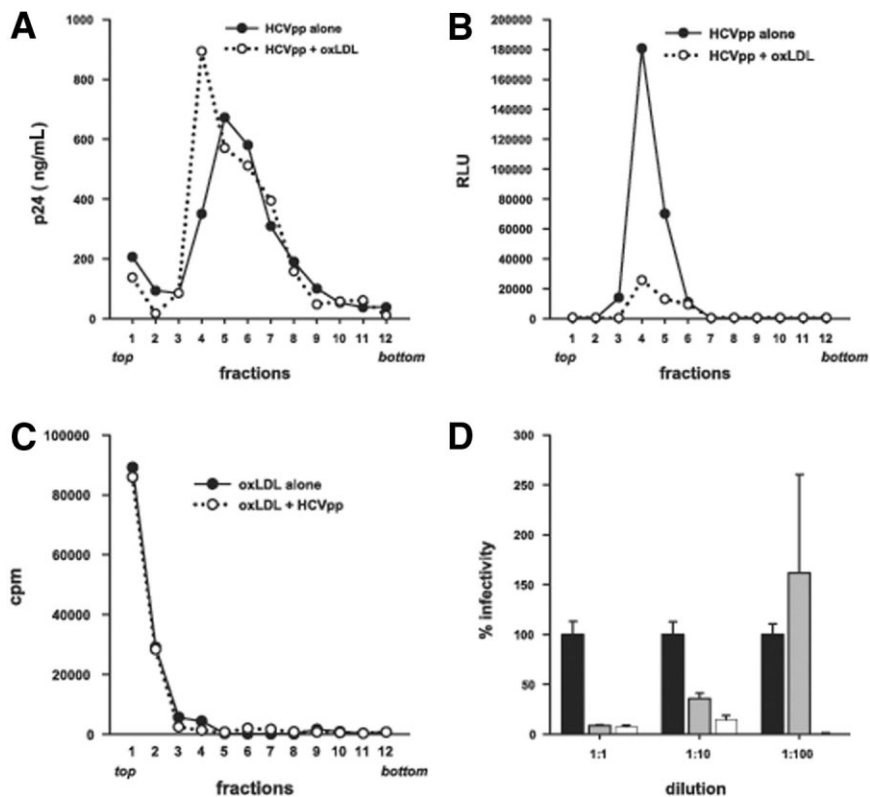 A
1000
800
600
400
200
0
p24 ( ng/mL)
HCVpp alone
HCVpp + oxLDL
1 2 3 4 5 6 7 8 9 10 11 12
top bottom
fractions
B
200000
180000
160000
140000
120000
100000
80000
60000
40000
20000
0
RLU
HCVpp alone
HCVpp + oxLDL
1 2 3 4 5 6 7 8 9 10 11 12
top bottom
fractions
C
100000
80000
60000
40000
20000
0
cpm
oxLDL alone
oxLDL + HCVpp
1 2 3 4 5 6 7 8 9 10 11 12
top bottom
fractions
D
300
250
200
150
100
50
0
% infectivity
1:1 1:10 1:100
dilution